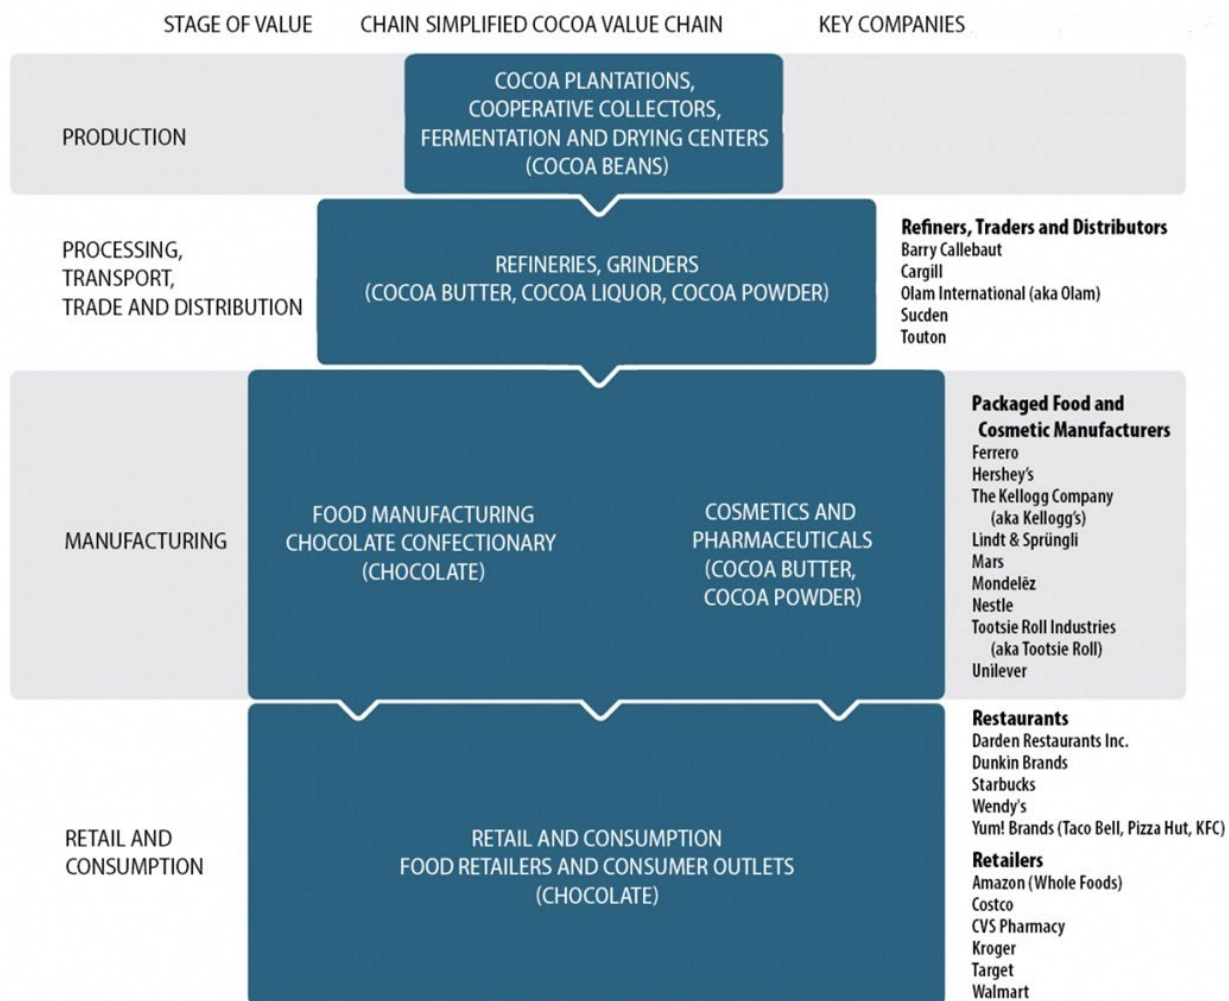 STAGE OF VALUE CHAIN SIMPLIFIED COCOA VALUE CHAIN KEY COMPANIES
PRODUCTION
COCOA PLANTATIONS,
COOPERATIVE COLLECTORS,
FERMENTATION AND DRYING CENTERS
(COCOA BEANS)
PROCESSING,
TRANSPORT,
TRADE AND DISTRIBUTION
REFINERIES, GRINDERS
(COCOA BUTTER, COCOA LIQUOR, COCOA POWDER)
Refiners, Traders and Distributors
Barry Callebaut
Cargill
Olam International (aka Olam)
Sucden
Touton
MANUFACTURING
FOOD MANUFACTURING
CHOCOLATE CONFECTIONARY
(CHOCOLATE)
COSMETICS AND
PHARMACEUTICALS
(COCOA BUTTER,
COCOA POWDER)
Packaged Food and
Cosmetic Manufacturers
Ferrero
Hershey's
The Kellogg Company
(aka Kellogg's)
Lindt & Sprüngli
Mars
Mondelēz
Nestle
Tootsie Roll Industries
(aka Tootsie Roll)
Unilever
RETAIL AND
CONSUMPTION
RETAIL AND CONSUMPTION
FOOD RETAILERS AND CONSUMER OUTLETS
(CHOCOLATE)
Restaurants
Darden Restaurants Inc.
Dunkin Brands
Starbucks
Wendy's
Yum! Brands (Taco Bell, Pizza Hut, KFC)
Retailers
Amazon (Whole Foods)
Costco
CVS Pharmacy
Kroger
Target
Walmart